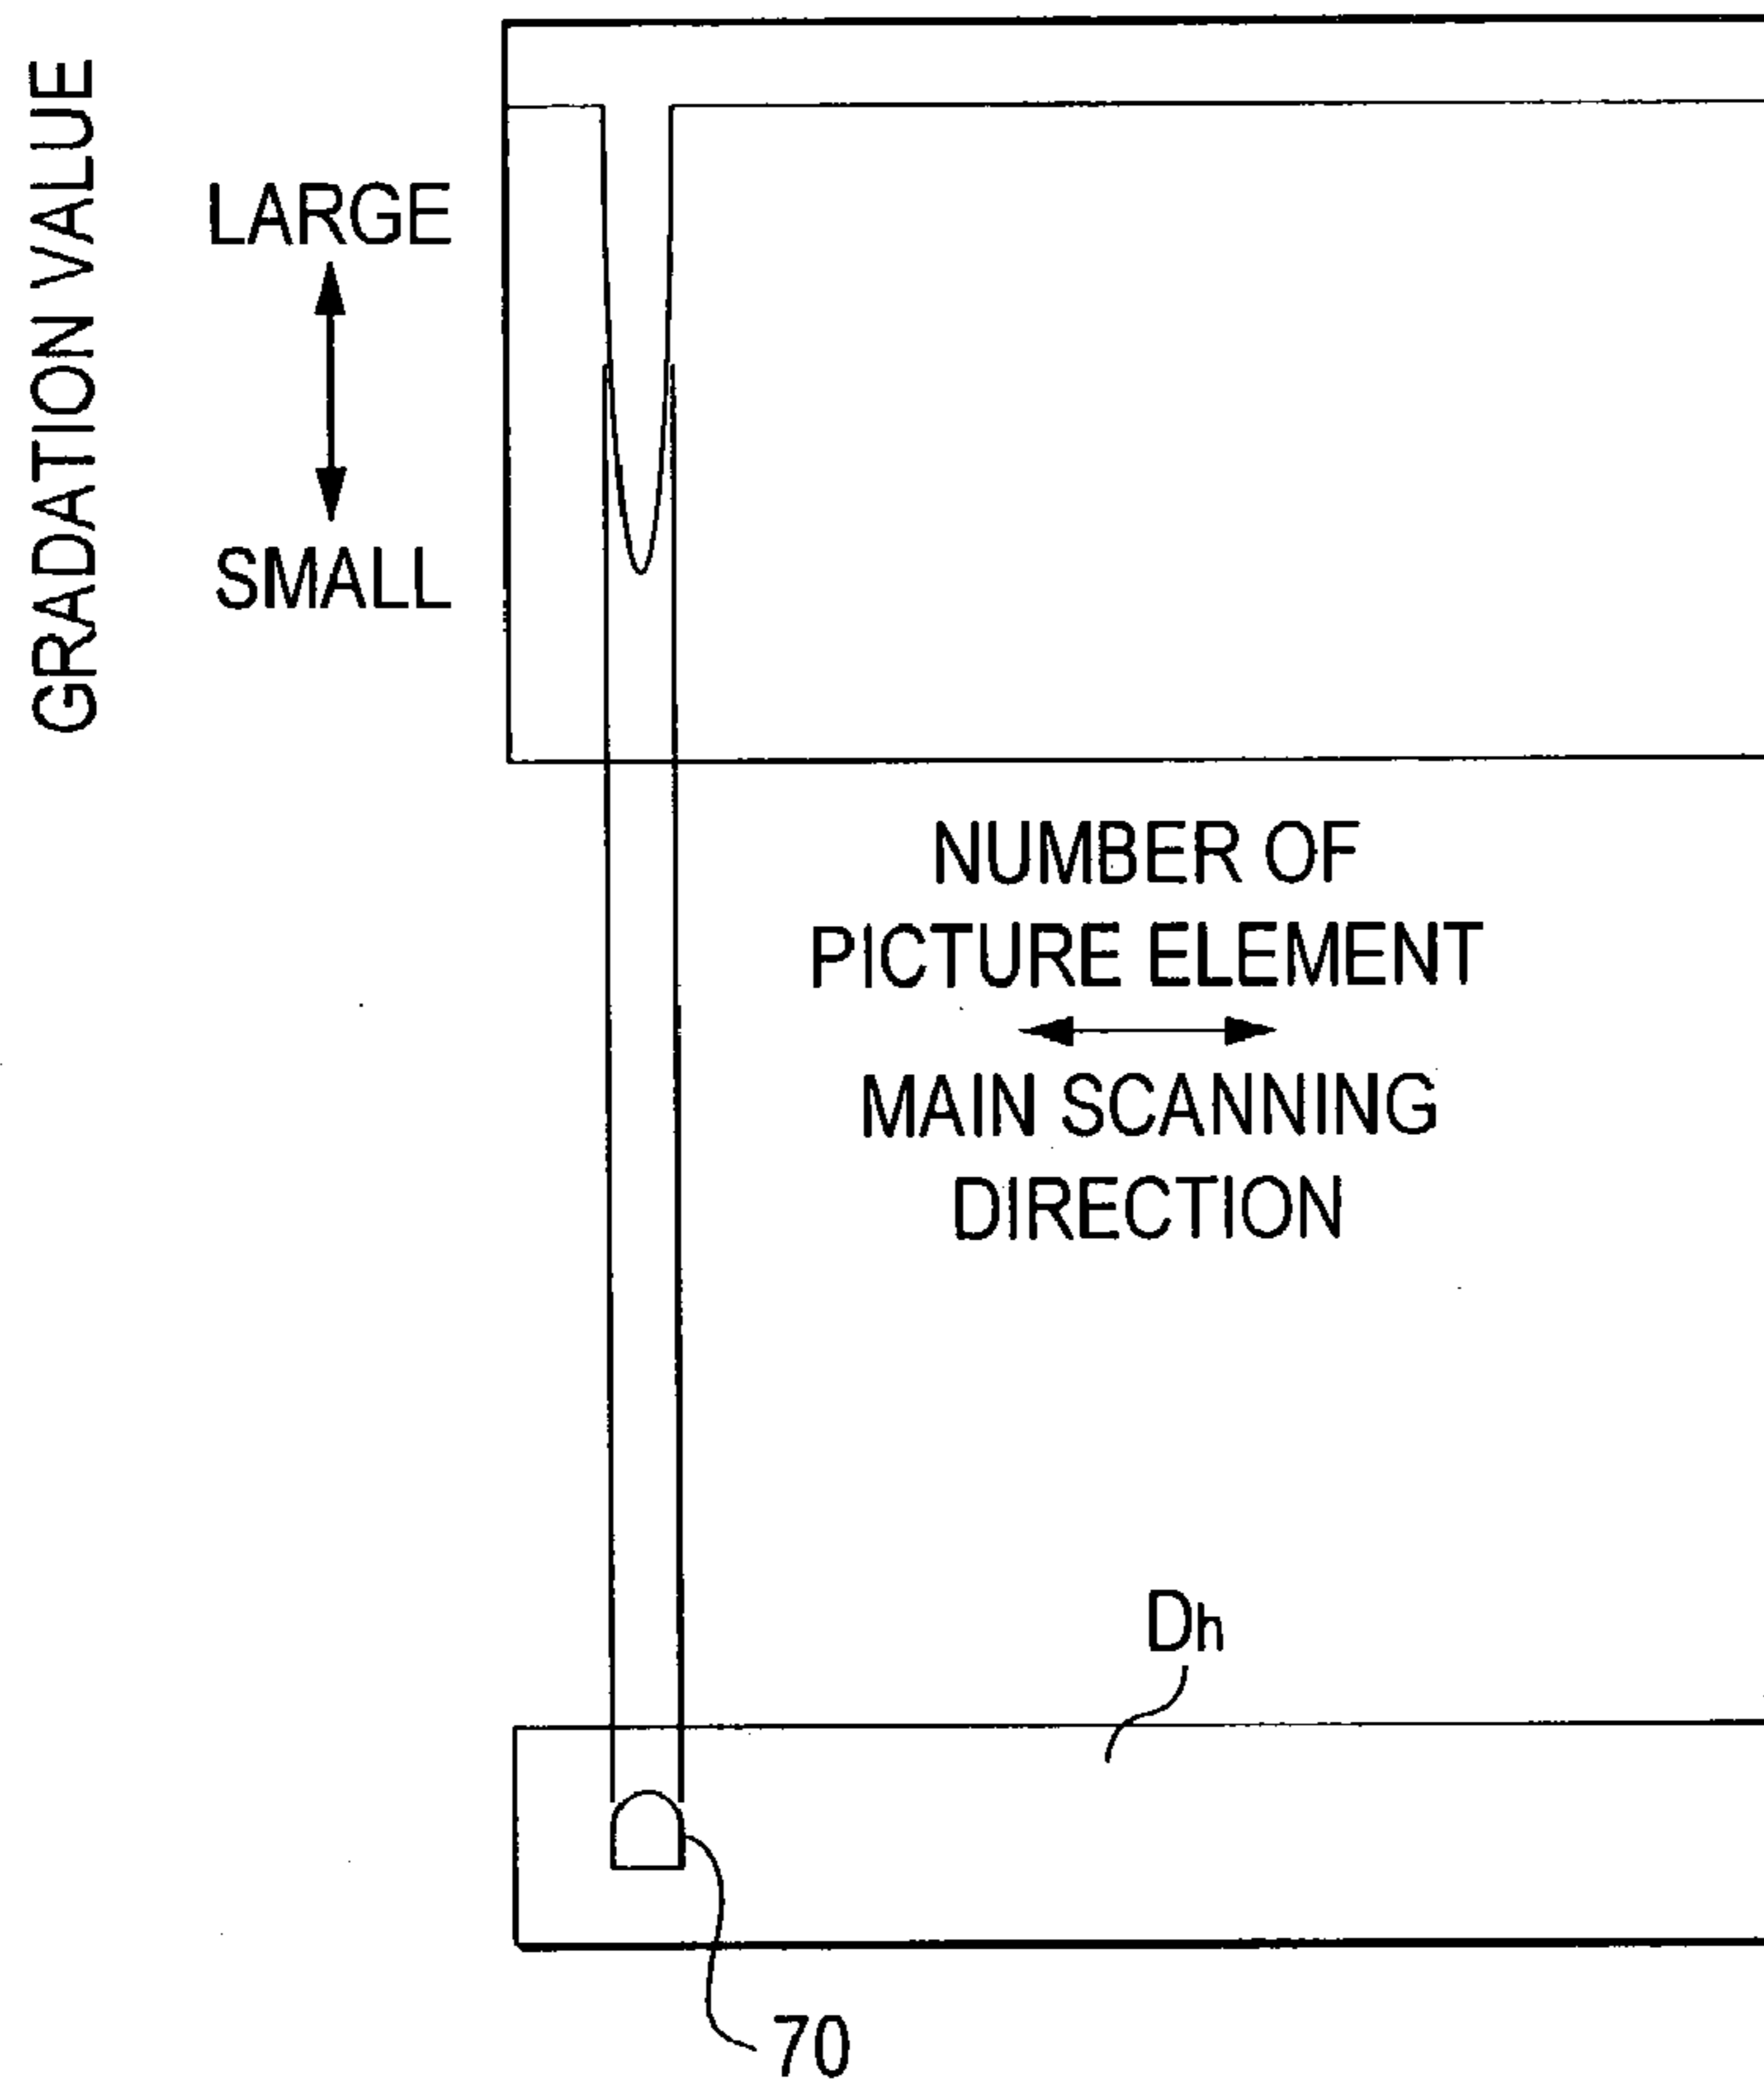 GRADATION VALUE
LARGE
SMALL
NUMBER OF
PICTURE ELEMENT
MAIN SCANNING
DIRECTION
Dh
70